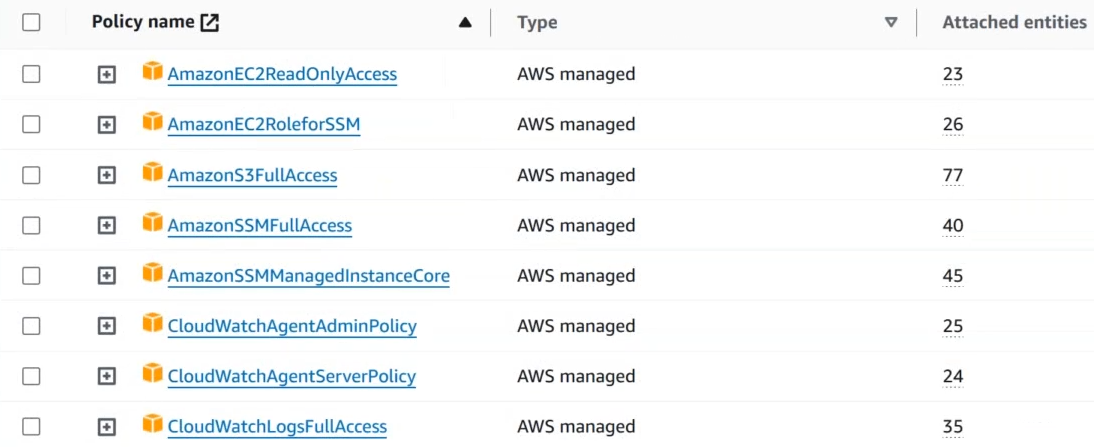 Policy name Type Attached entities
AmazonEC2ReadOnlyAccess AWS managed 23
AmazonEC2RoleforSSM AWS managed 26
AmazonS3FullAccess AWS managed 77
AmazonSSMFullAccess AWS managed 40
AmazonSSMManagedInstanceCore AWS managed 45
CloudWatchAgentAdminPolicy AWS managed 25
CloudWatchAgentServerPolicy AWS managed 24
CloudWatchLogsFullAccess AWS managed 35